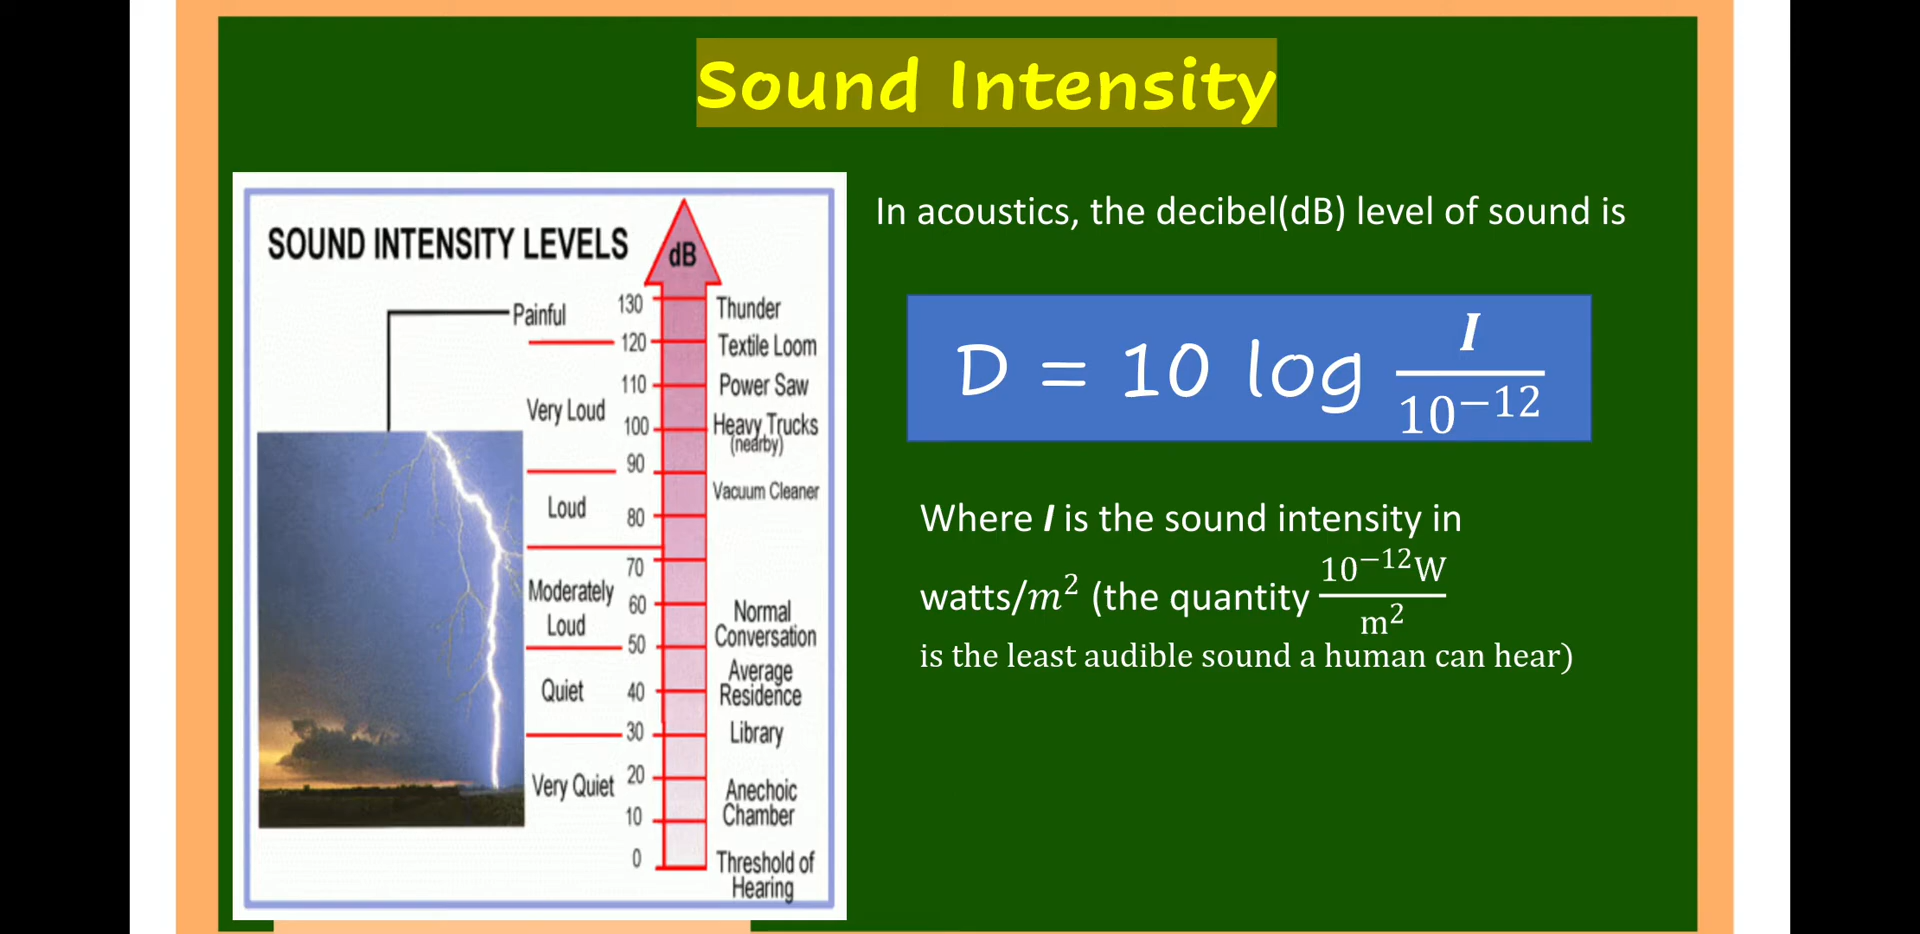 Sound Intensity
SOUND INTENSITY LEVELS
dB
Painful
130
Thunder
120
Textile Loom
110
Power Saw
Very Loud
100
Heavy Trucks
(nearby)
90
Vacuum Cleaner
Loud
80
70
Moderately
Loud
60
Normal
Conversation
50
Average
Residence
Quiet
40
30
Library
Very Quiet
20
Anechoic
Chamber
10
0
Threshold of
Hearing
In acoustics, the decibel(dB) level of sound is
D = 10 log I/10⁻¹²
Where I is the sound intensity in
watts/m² (the quantity 10⁻¹²W/m²
is the least audible sound a human can hear)